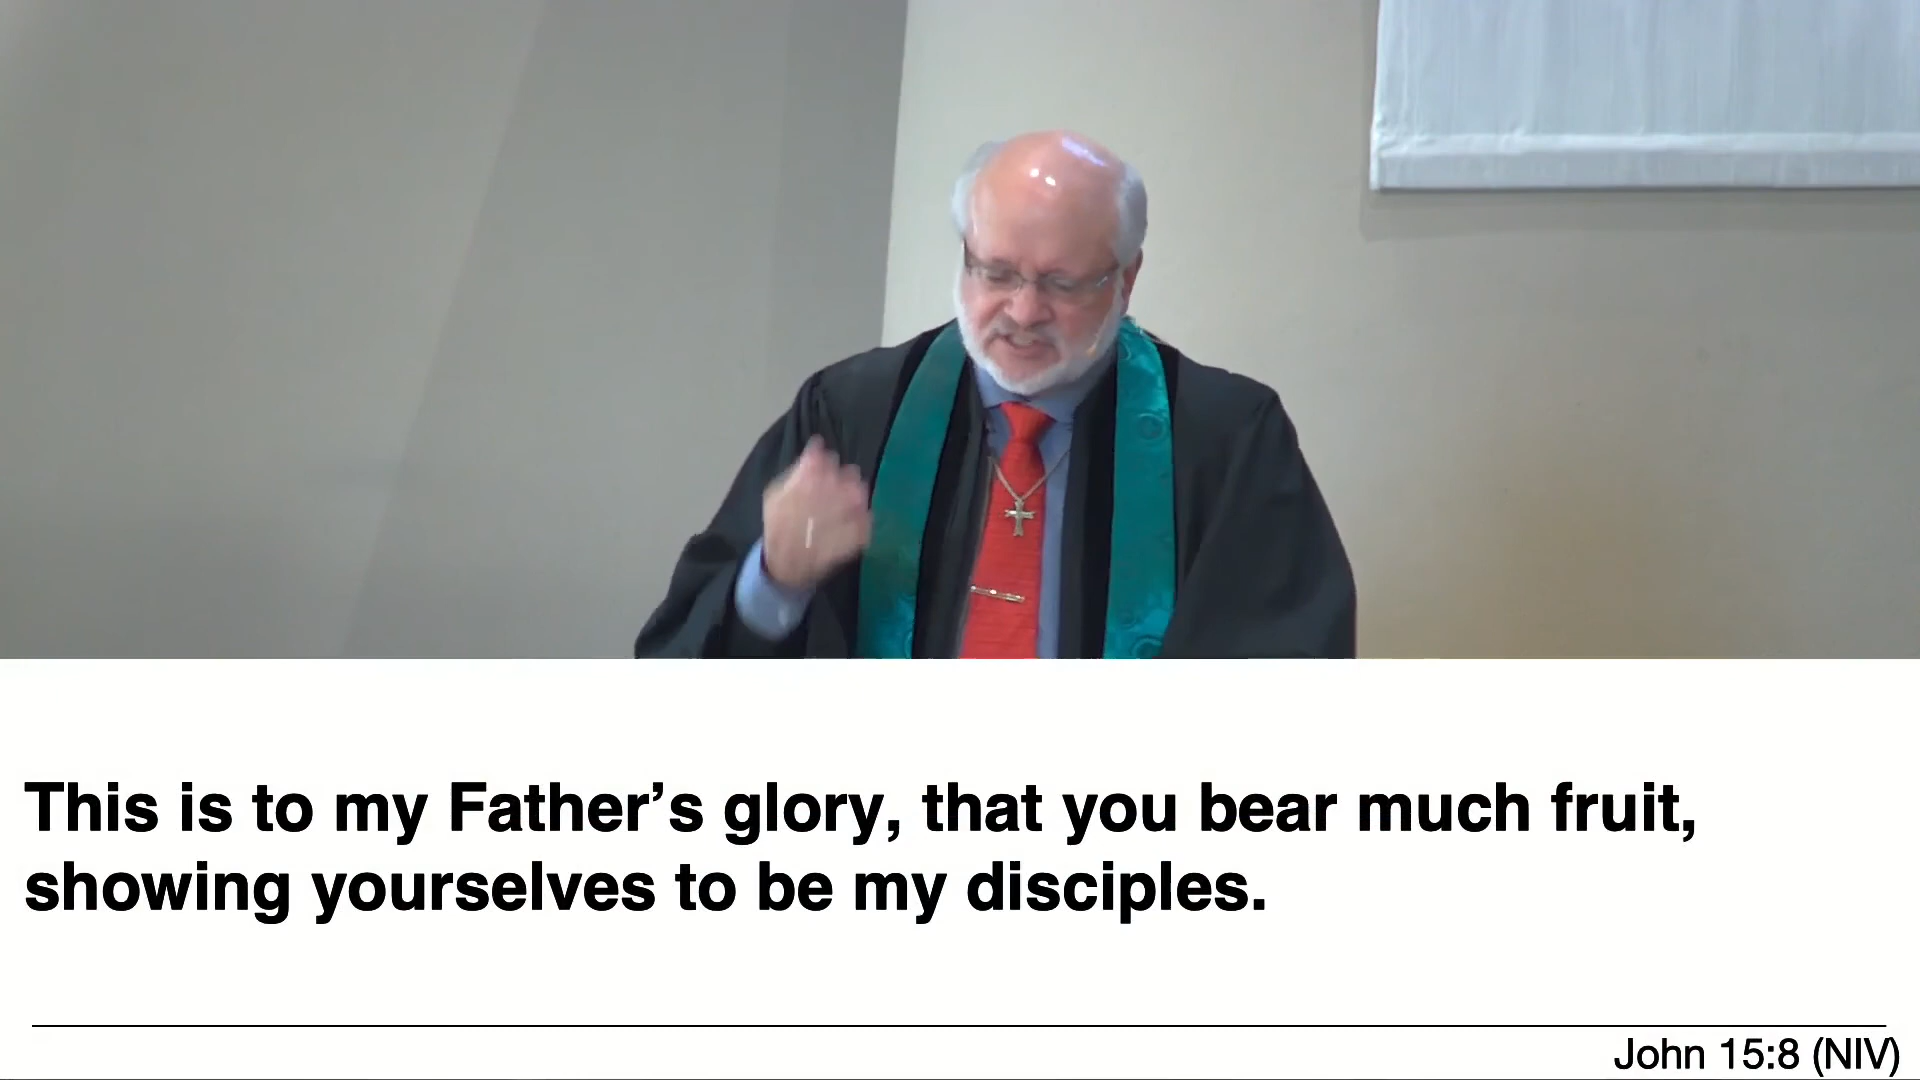 This is to my Father’s glory, that you bear much fruit,
showing yourselves to be my disciples.
John 15:8 (NIV)